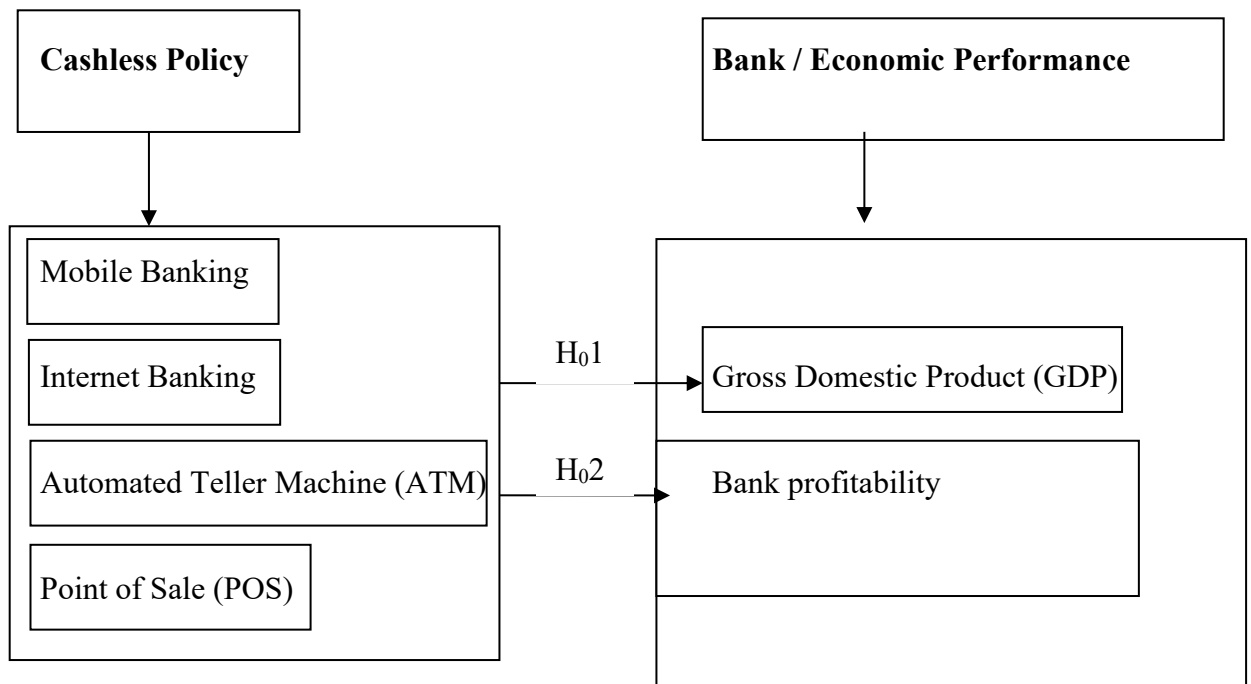 Cashless Policy
Bank / Economic Performance
Mobile Banking
Internet Banking
Automated Teller Machine (ATM)
Point of Sale (POS)
H₀1
H₀2
Gross Domestic Product (GDP)
Bank profitability